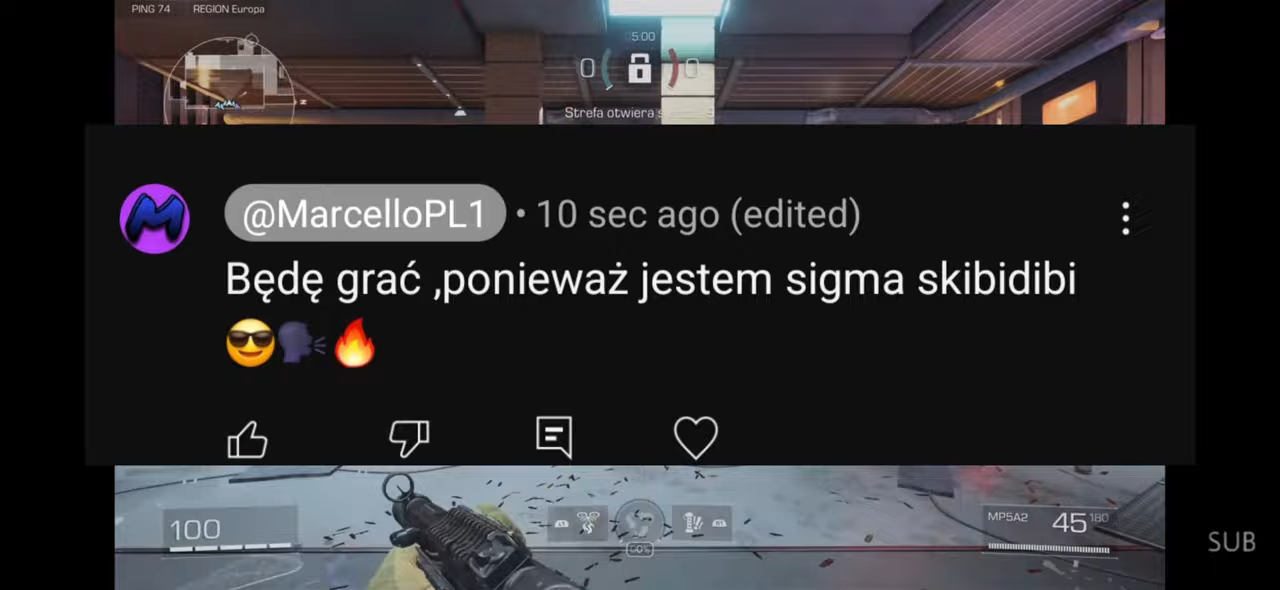 PING 74 REGION Europa
5:00
0 0
Strefa otwiera s
@MarcelloPL1 • 10 sec ago (edited)
Będę grać ,ponieważ jestem sigma skibidibi
😎🗣🔥
100
MP5A2 45 180
00%
SUB